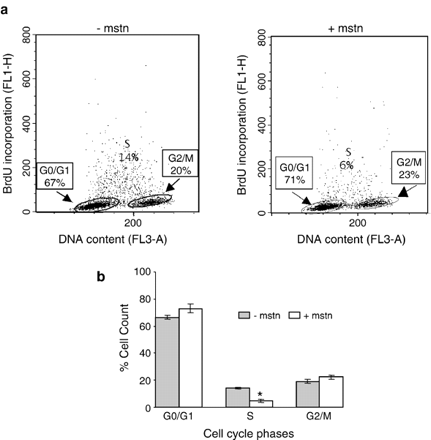 a
- mstn
BrdU incorporation (FL1-H)
800
600
400
200
0
S
14%
G0/G1
67%
G2/M
20%
200
DNA content (FL3-A)
+ mstn
BrdU incorporation (FL1-H)
800
600
400
200
0
S
6%
G0/G1
71%
G2/M
23%
200
DNA content (FL3-A)
b
% Cell Count
100
80
60
40
20
0
- mstn
+ mstn
*
G0/G1
S
G2/M
Cell cycle phases